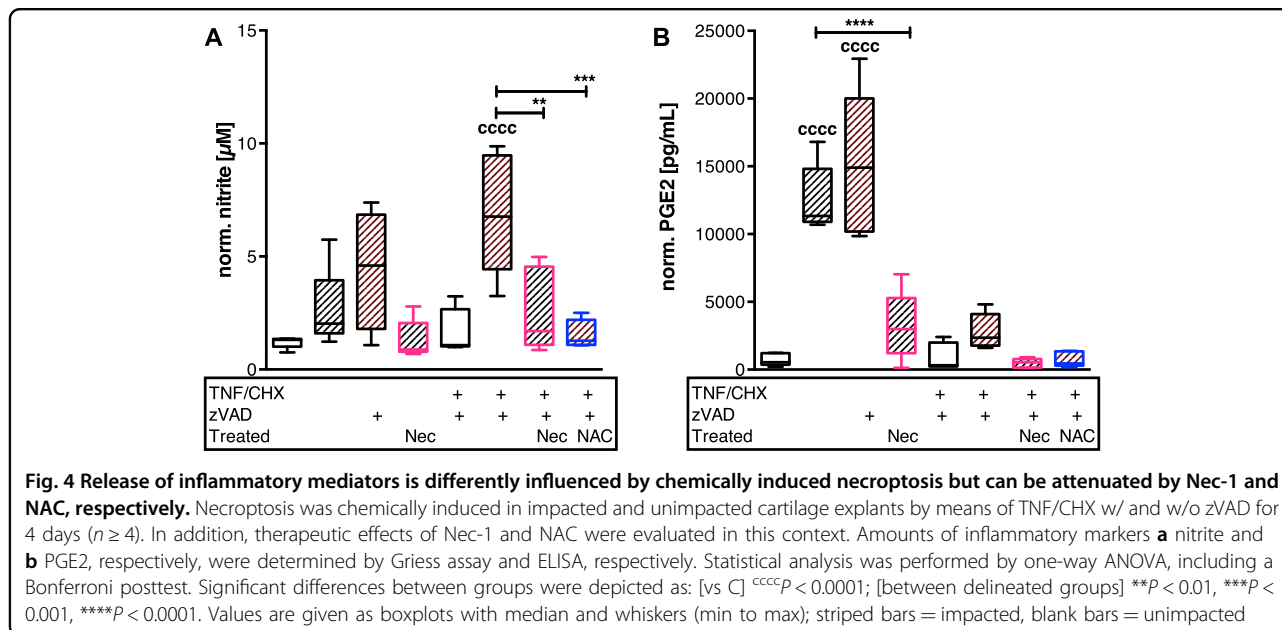 A
15
10
5
0
norm. nitrite [µM]
cccc
**
***
TNF/CHX + + + +
zVAD + + + + +
Treated Nec Nec NAC
B
25000
20000
15000
10000
5000
0
norm. PGE2 [pg/mL]
****
cccc
cccc
TNF/CHX + + + +
zVAD + + + + +
Treated Nec Nec NAC
Fig. 4 Release of inflammatory mediators is differently influenced by chemically induced necroptosis but can be attenuated by Nec-1 and
NAC, respectively. Necroptosis was chemically induced in impacted and unimpacted cartilage explants by means of TNF/CHX w/ and w/o zVAD for
4 days (n ≥ 4). In addition, therapeutic effects of Nec-1 and NAC were evaluated in this context. Amounts of inflammatory markers a nitrite and
b PGE2, respectively, were determined by Griess assay and ELISA, respectively. Statistical analysis was performed by one-way ANOVA, including a
Bonferroni posttest. Significant differences between groups were depicted as: [vs C] ccccP < 0.0001; [between delineated groups] **P < 0.01, ***P <
0.001, ****P < 0.0001. Values are given as boxplots with median and whiskers (min to max); striped bars = impacted, blank bars = unimpacted